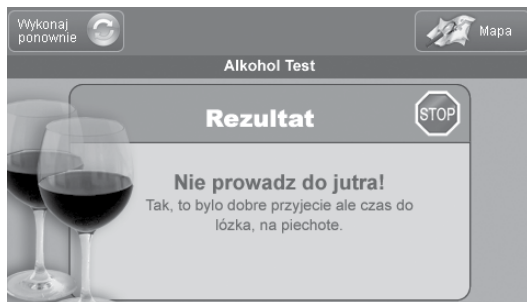 Wykonaj
ponownie
Mapa
Alkohol Test
Rezultat
STOP
Nie prowadz do jutra!
Tak, to bylo dobre przyjecie ale czas do
lózka, na piechote.